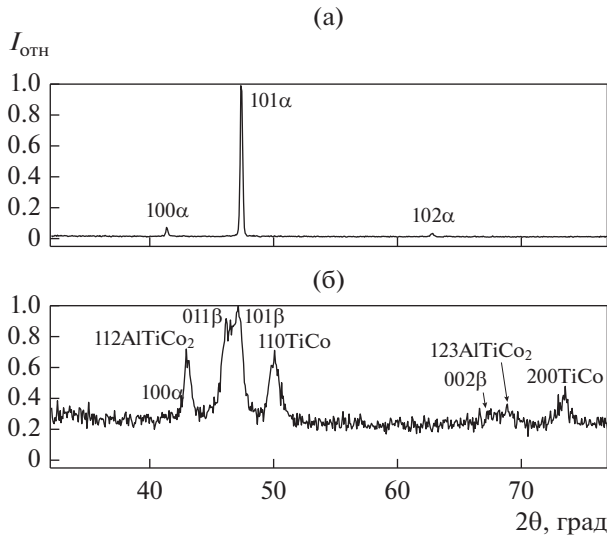 (а)
Iотн
1.0
101α
0.8
0.6
0.4
100α
102α
0.2
0
(б)
1.0
011β
101β
0.8
112AlTiCo₂
110TiCo
123AlTiCo₂
0.6
002β
200TiCo
100α
0.4
0.2
0
40 50 60 70
2θ, град